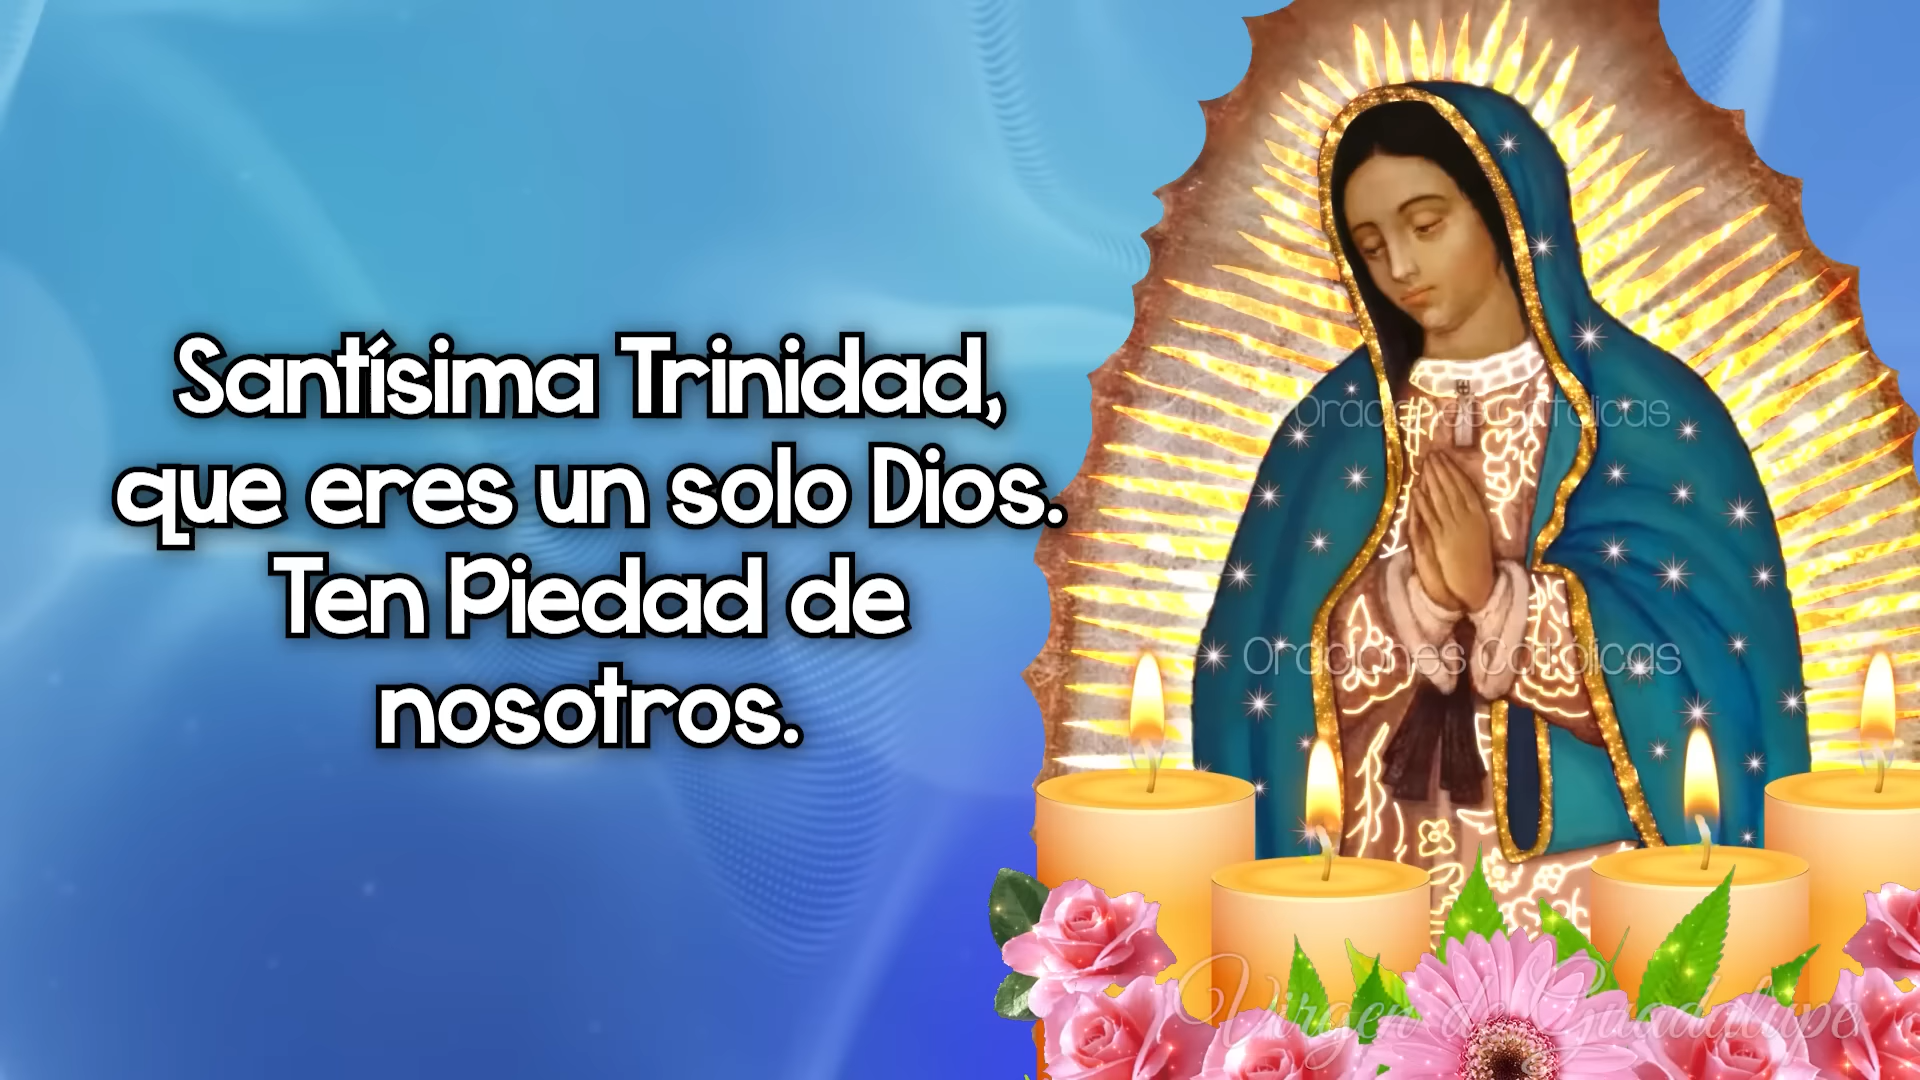 Santísima Trinidad,
que eres un solo Dios.
Ten Piedad de
nosotros.
Oraciones Católicas
Oraciones Católicas
Virgen de Guadalupe